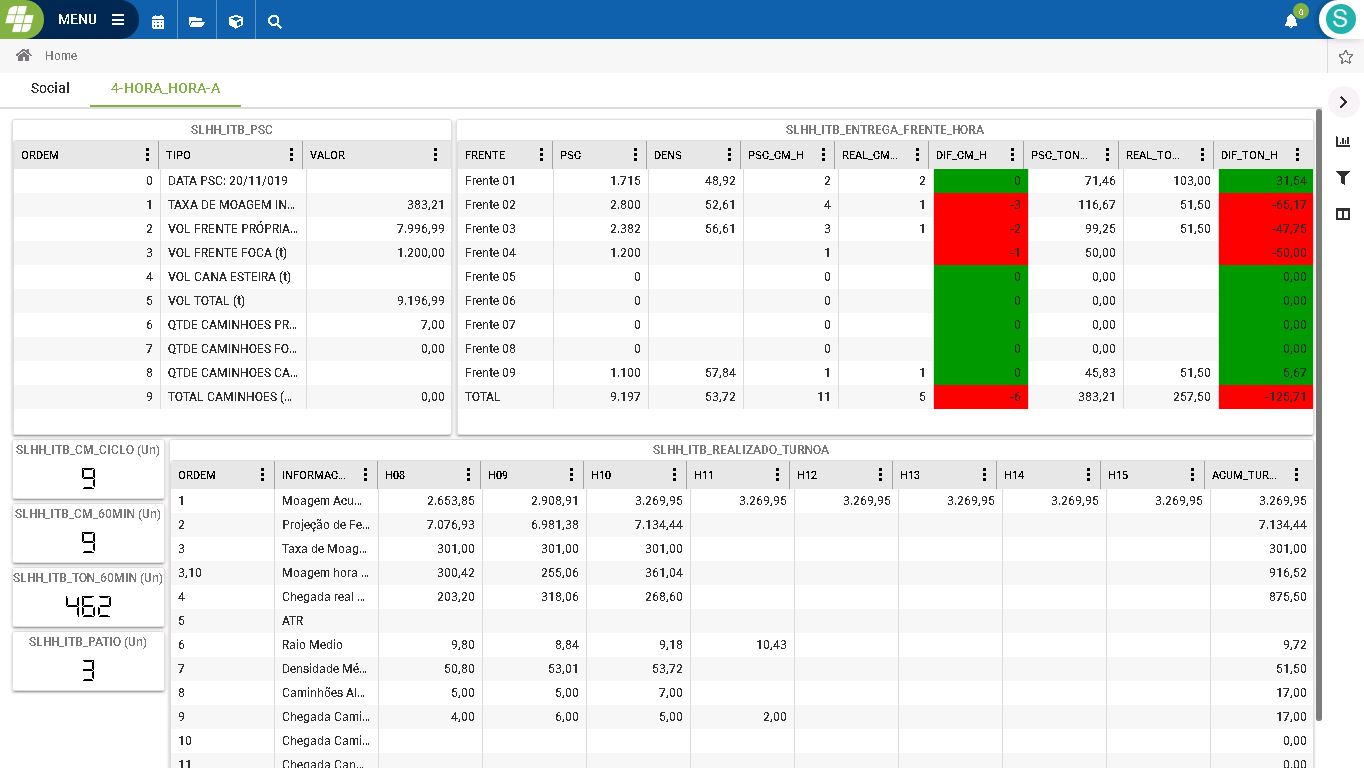 MENU
0
S
Home
Social 4-HORA_HORA-A
SLHH_ITB_PSC
ORDEM TIPO VALOR
0 DATA PSC: 20/11/019
1 TAXA DE MOAGEM IN... 383,21
2 VOL FRENTE PRÓPRIA... 7.996,99
3 VOL FRENTE FOCA (t) 1.200,00
4 VOL CANA ESTEIRA (t)
5 VOL TOTAL (t) 9.196,99
6 QTDE CAMINHOES PR... 7,00
7 QTDE CAMINHOES FO... 0,00
8 QTDE CAMINHOES CA...
9 TOTAL CAMINHOES (... 0,00
SLHH_ITB_ENTREGA_FRENTE_HORA
FRENTE PSC DENS PSC_CM_H REAL_CM... DIF_CM_H PSC_TON... REAL_TO... DIF_TON_H
Frente 01 1.715 48,92 2 2 0 71,46 103,00 31,54
Frente 02 2.800 52,61 4 1 -3 116,67 51,50 -65,17
Frente 03 2.382 56,61 3 1 -2 99,25 51,50 -47,75
Frente 04 1.200 1 -1 50,00 -50,00
Frente 05 0 0 0 0,00 0,00
Frente 06 0 0 0 0,00 0,00
Frente 07 0 0 0 0,00 0,00
Frente 08 0 0 0 0,00 0,00
Frente 09 1.100 57,84 1 1 0 45,83 51,50 5,67
TOTAL 9.197 53,72 11 5 -6 383,21 257,50 -125,71
SLHH_ITB_CM_CICLO (Un)
9
SLHH_ITB_CM_60MIN (Un)
9
SLHH_ITB_TON_60MIN (Un)
462
SLHH_ITB_PATIO (Un)
3
SLHH_ITB_REALIZADO_TURNOA
ORDEM INFORMAC... H08 H09 H10 H11 H12 H13 H14 H15 AGUM_TUR...
1 Moagem Acu... 2.653,85 2.908,91 3.269,95 3.269,95 3.269,95 3.269,95 3.269,95 3.269,95 3.269,95
2 Projeção de Fe... 7.076,93 6.981,38 7.134,44 7.134,44
3 Taxa de Moag... 301,00 301,00 301,00 301,00
3,10 Moagem hora ... 300,42 255,06 361,04 916,52
4 Chegada real ... 203,20 318,06 268,60 875,50
5 ATR
6 Raio Medio 9,80 8,84 9,18 10,43 9,72
7 Densidade Mé... 50,80 53,01 53,72 51,50
8 Caminhões Al... 5,00 5,00 7,00 17,00
9 Chegada Cami... 4,00 6,00 5,00 2,00 17,00
10 Chegada Cami... 0,00
11 Chegada Can... 0,00